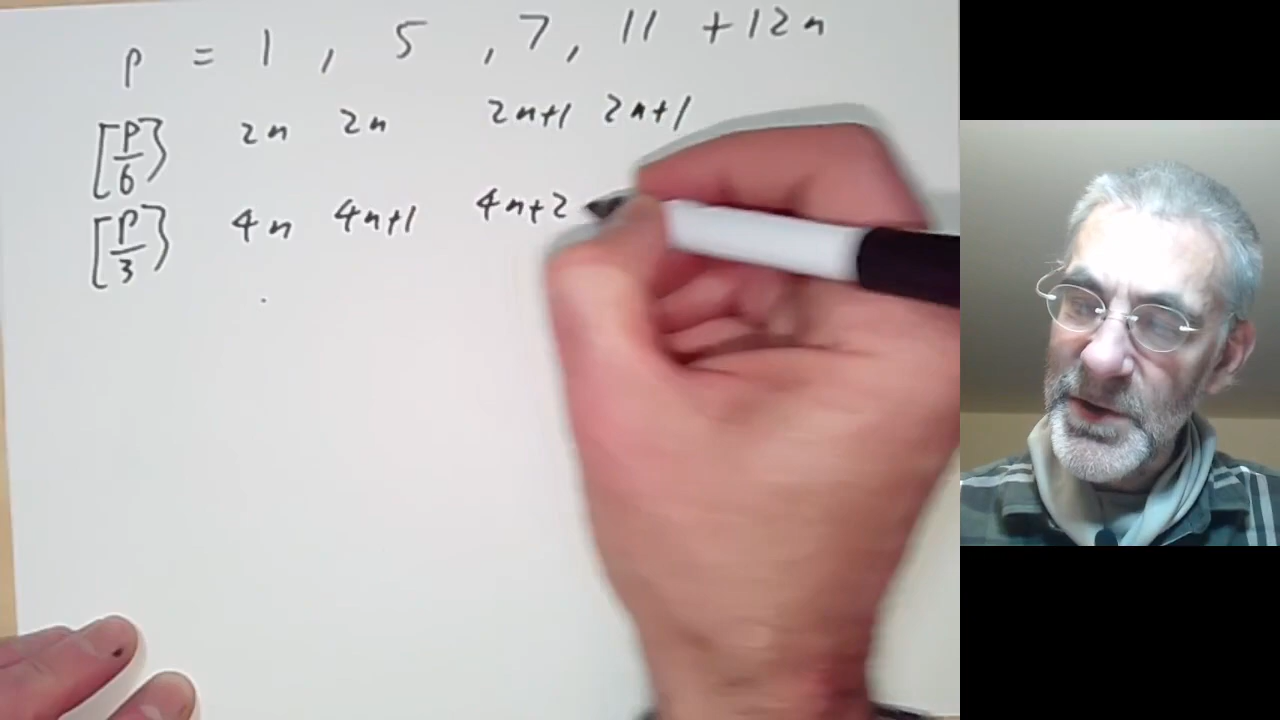 p = 1 , 5 , 7 , 11 + 12n
[p/6] 2n 2n 2n+1 2n+1
[p/3] 4n 4n+1 4n+2